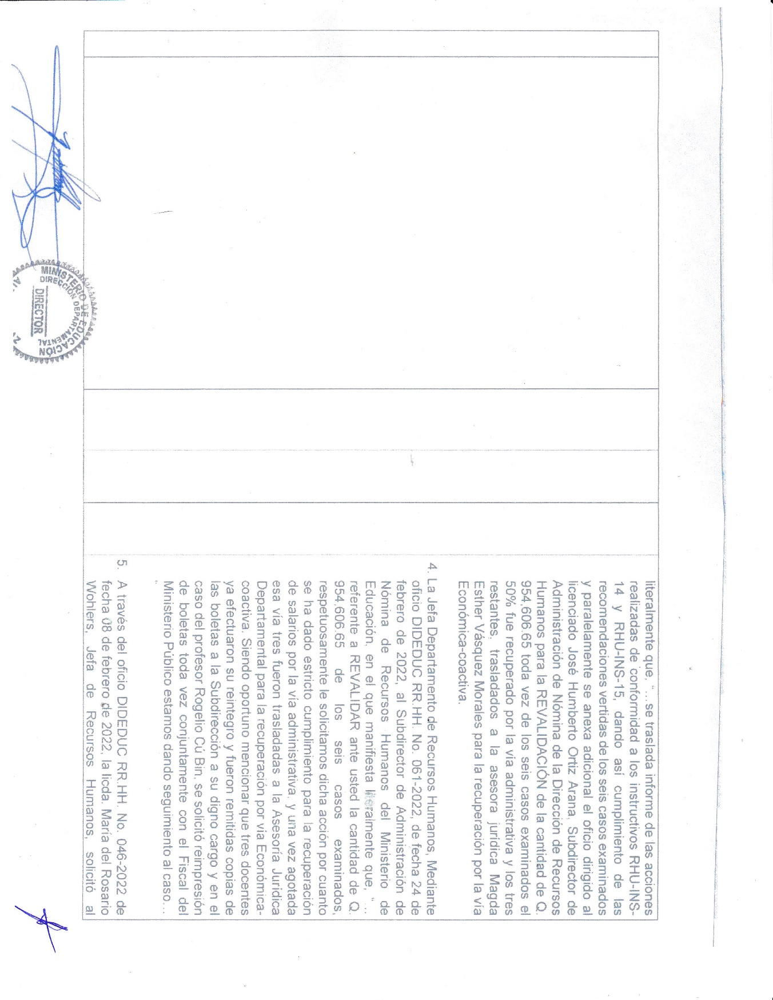 literalmente que, "... se traslada informe de las acciones
realizadas de conformidad a los instructivos RHU-INS-
14 y RHU-INS-15, dando así cumplimiento de las
recomendaciones vertidas de los seis casos examinados
y paralelamente se anexa adicional el oficio dirigido al
licenciado José Humberto Ortiz Arana, Subdirector de
Administración de Nómina de la Dirección de Recursos
Humanos para la REVALIDACIÓN de la cantidad de Q.
954,606.65 toda vez de los seis casos examinados el
50% fue recuperado por la vía administrativa y los tres
restantes, trasladados a la asesora jurídica Magda
Esther Vásquez Morales para la recuperación por la vía
Económica-coactiva.
4. La Jefa Departamento de Recursos Humanos, Mediante
oficio DIDEDUC RR.HH. No. 061-2022, de fecha 24 de
febrero de 2022, al Subdirector de Administración de
Nómina de Recursos Humanos del Ministerio de
Educación, en el que manifiesta literalmente que, "...
referente a REVALIDAR ante usted la cantidad de Q.
954,606.65 de los seis casos examinados,
respetuosamente le solicitamos dicha acción por cuanto
se ha dado estricto cumplimiento para la recuperación
de salarios por la vía administrativa, y una vez agotada
esa vía tres fueron trasladadas a la Asesoría Jurídica
Departamental para la recuperación por vía Económica-
coactiva. Siendo oportuno mencionar que tres docentes
ya efectuaron su reintegro y fueron remitidas copias de
las boletas a la Subdirección a su digno cargo y en el
caso del profesor Rogelio Cú Bin, se solicitó reimpresión
de boletas toda vez conjuntamente con el Fiscal del
Ministerio Público estamos dando seguimiento al caso...
"
5. A través del oficio DIDEDUC RR.HH. No. 046-2022 de
fecha 08 de febrero de 2022, la licda. María del Rosario
Wohlers, Jefa de Recursos Humanos, solicitó al
MINISTERIO DE EDUCACIÓN
DIRECCIÓN DEPARTAMENTAL
DIRECTOR